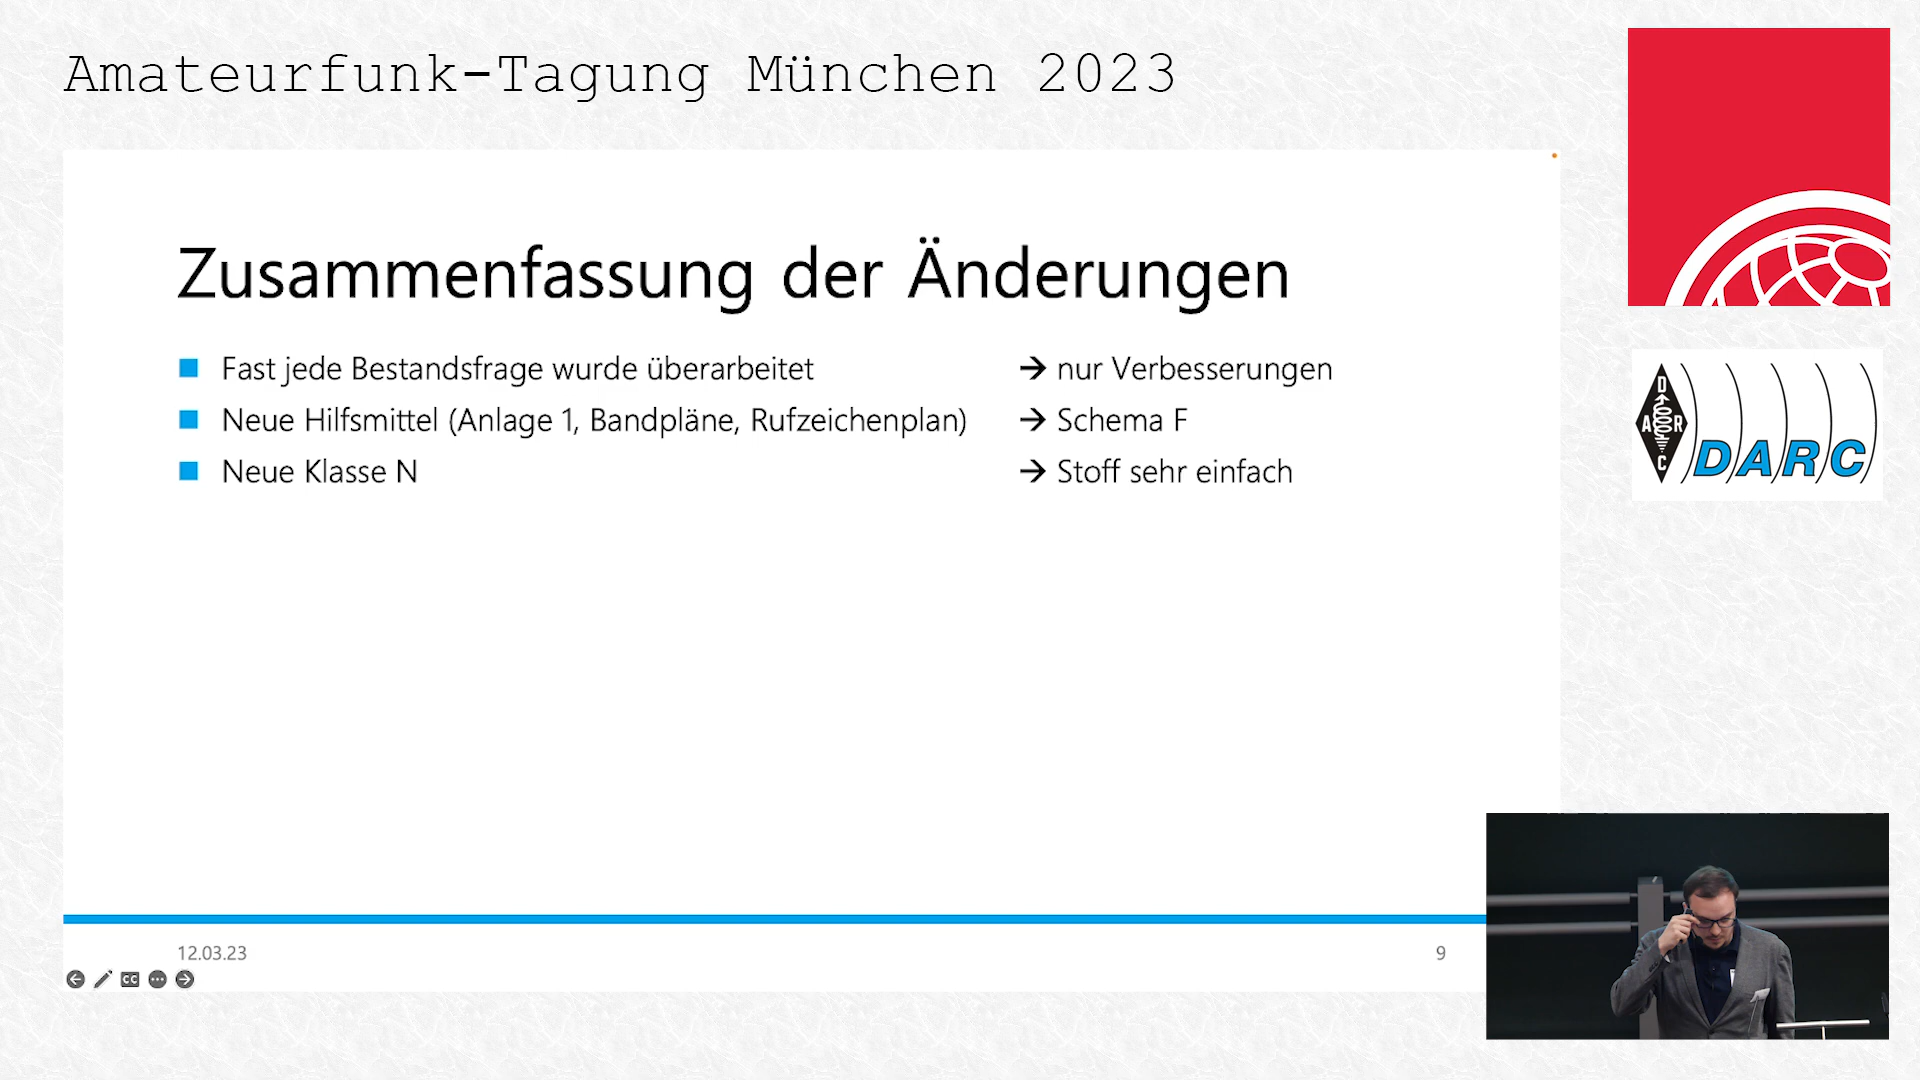 Amateurfunk-Tagung München 2023
Zusammenfassung der Änderungen
Fast jede Bestandsfrage wurde überarbeitet → nur Verbesserungen
Neue Hilfsmittel (Anlage 1, Bandpläne, Rufzeichenplan) → Schema F
Neue Klasse N → Stoff sehr einfach
12.03.23
9
CC
D
A R
C
DARC